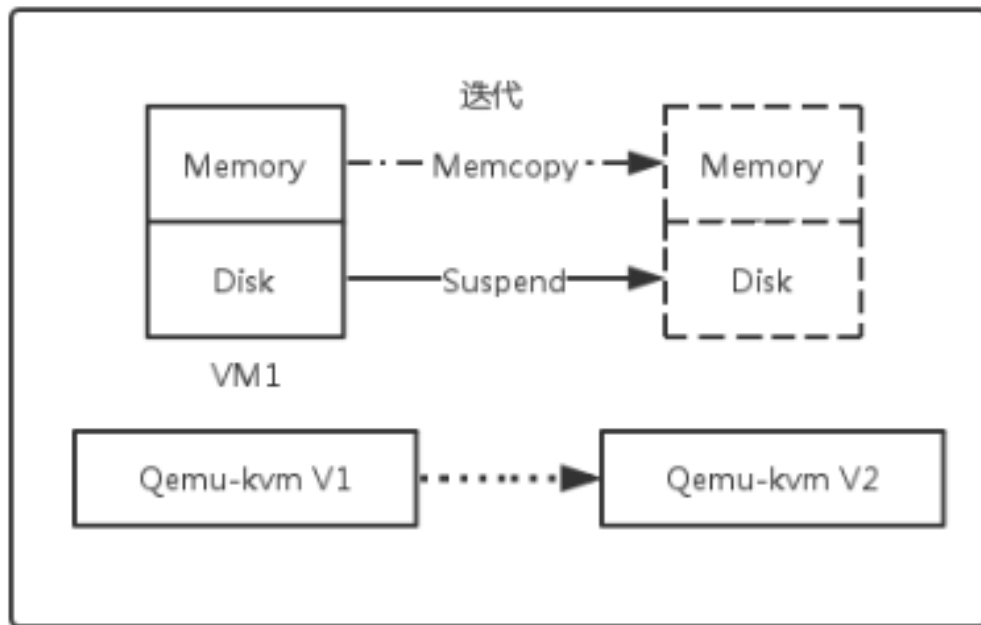 迭代
Memory
Memcopy
Memory
Disk
Suspend
Disk
VM1
Qemu-kvm V1
Qemu-kvm V2